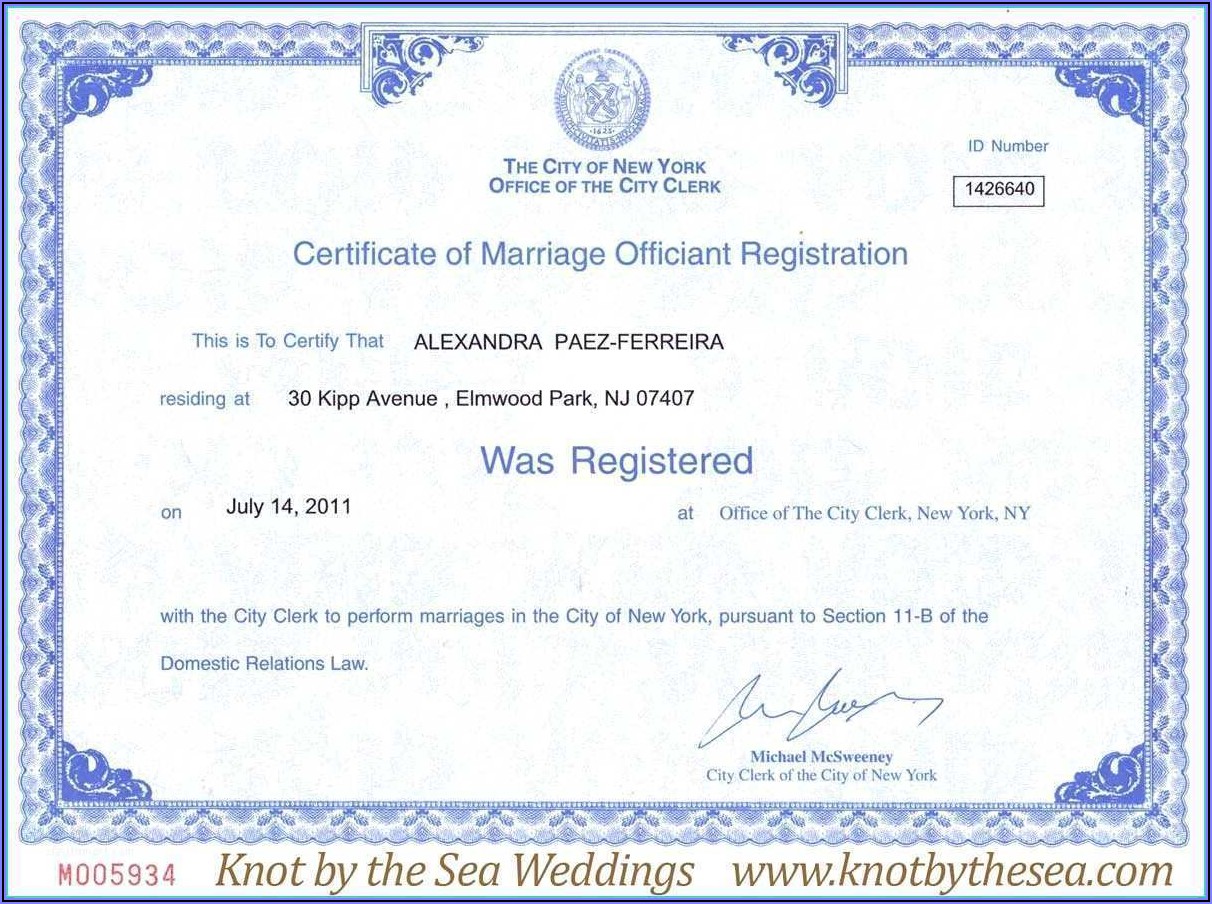 ·1625·
THE CITY OF NEW YORK
OFFICE OF THE CITY CLERK
ID Number
1426640
Certificate of Marriage Officiant Registration
This is To Certify That ALEXANDRA PAEZ-FERREIRA
residing at 30 Kipp Avenue , Elmwood Park, NJ 07407
Was Registered
on July 14, 2011 at Office of The City Clerk, New York, NY
with the City Clerk to perform marriages in the City of New York, pursuant to Section 11-B of the
Domestic Relations Law.
Michael McSweeney
City Clerk of the City of New York
M005934 Knot by the Sea Weddings www.knotbythesea.com